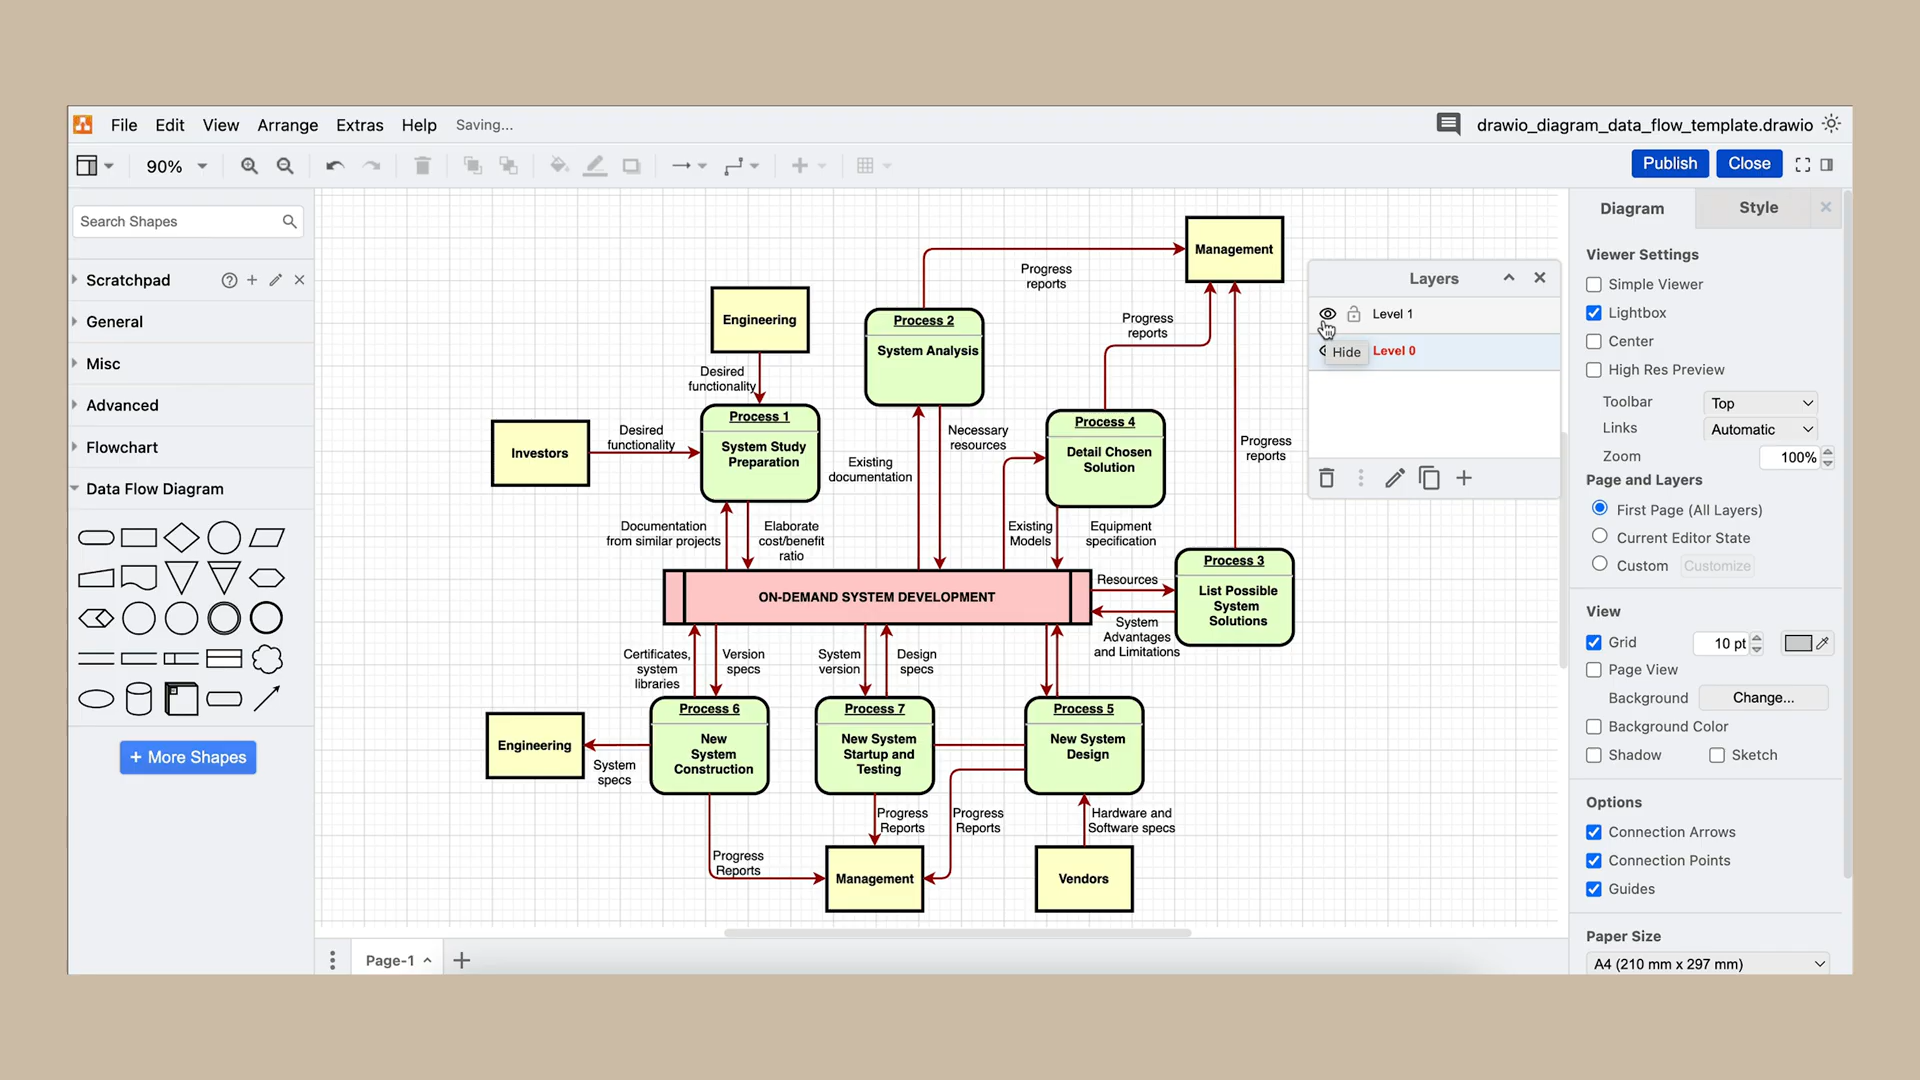 File Edit View Arrange Extras Help Saving...
drawio_diagram_data_flow_template.drawio
90%
Publish Close
Search Shapes
Scratchpad
General
Misc
Advanced
Flowchart
Data Flow Diagram
+ More Shapes
Management
Progress
reports
Engineering
Process 2
System Analysis
Progress
reports
Desired
functionality
Process 1
System Study
Preparation
Investors
Desired
functionality
Necessary
resources
Process 4
Detail Chosen
Solution
Progress
reports
Existing
documentation
Documentation
from similar projects
Elaborate
cost/benefit
ratio
Existing
Models
Equipment
specification
Process 3
List Possible
System
Solutions
ON-DEMAND SYSTEM DEVELOPMENT
Resources
System
Advantages
and Limitations
Certificates,
system
libraries
Version
specs
System
version
Design
specs
Process 6
New
System
Construction
Process 7
New System
Startup and
Testing
Process 5
New System
Design
Engineering
System
specs
Progress
Reports
Progress
Reports
Hardware and
Software specs
Progress
Reports
Management
Vendors
Layers
Level 1
Hide
Level 0
Page-1
Diagram Style
Viewer Settings
Simple Viewer
Lightbox
Center
High Res Preview
Toolbar Top
Links Automatic
Zoom 100%
Page and Layers
First Page (All Layers)
Current Editor State
Custom Customize
View
Grid 10 pt
Page View
Background Change...
Background Color
Shadow Sketch
Options
Connection Arrows
Connection Points
Guides
Paper Size
A4 (210 mm x 297 mm)